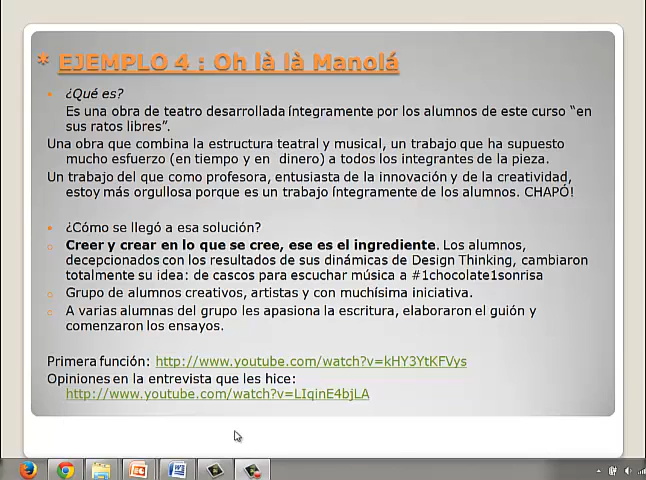 * EJEMPLO 4 : Oh là là Manolá
• ¿Qué es?
Es una obra de teatro desarrollada íntegramente por los alumnos de este curso “en
sus ratos libres”.
Una obra que combina la estructura teatral y musical, un trabajo que ha supuesto
mucho esfuerzo (en tiempo y en dinero) a todos los integrantes de la pieza.
Un trabajo del que como profesora, entusiasta de la innovación y de la creatividad,
estoy más orgullosa porque es un trabajo íntegramente de los alumnos. CHAPÓ!
• ¿Cómo se llegó a esa solución?
Creer y crear en lo que se cree, ese es el ingrediente. Los alumnos,
decepcionados con los resultados de sus dinámicas de Design Thinking, cambiaron
totalmente su idea: de cascos para escuchar música a #1chocolate1sonrisa
Grupo de alumnos creativos, artistas y con muchísima iniciativa.
A varias alumnas del grupo les apasiona la escritura, elaboraron el guión y
comenzaron los ensayos.
Primera función: http://www.youtube.com/watch?v=kHY3YtKFVys
Opiniones en la entrevista que les hice:
http://www.youtube.com/watch?v=LIqinE4bjLA